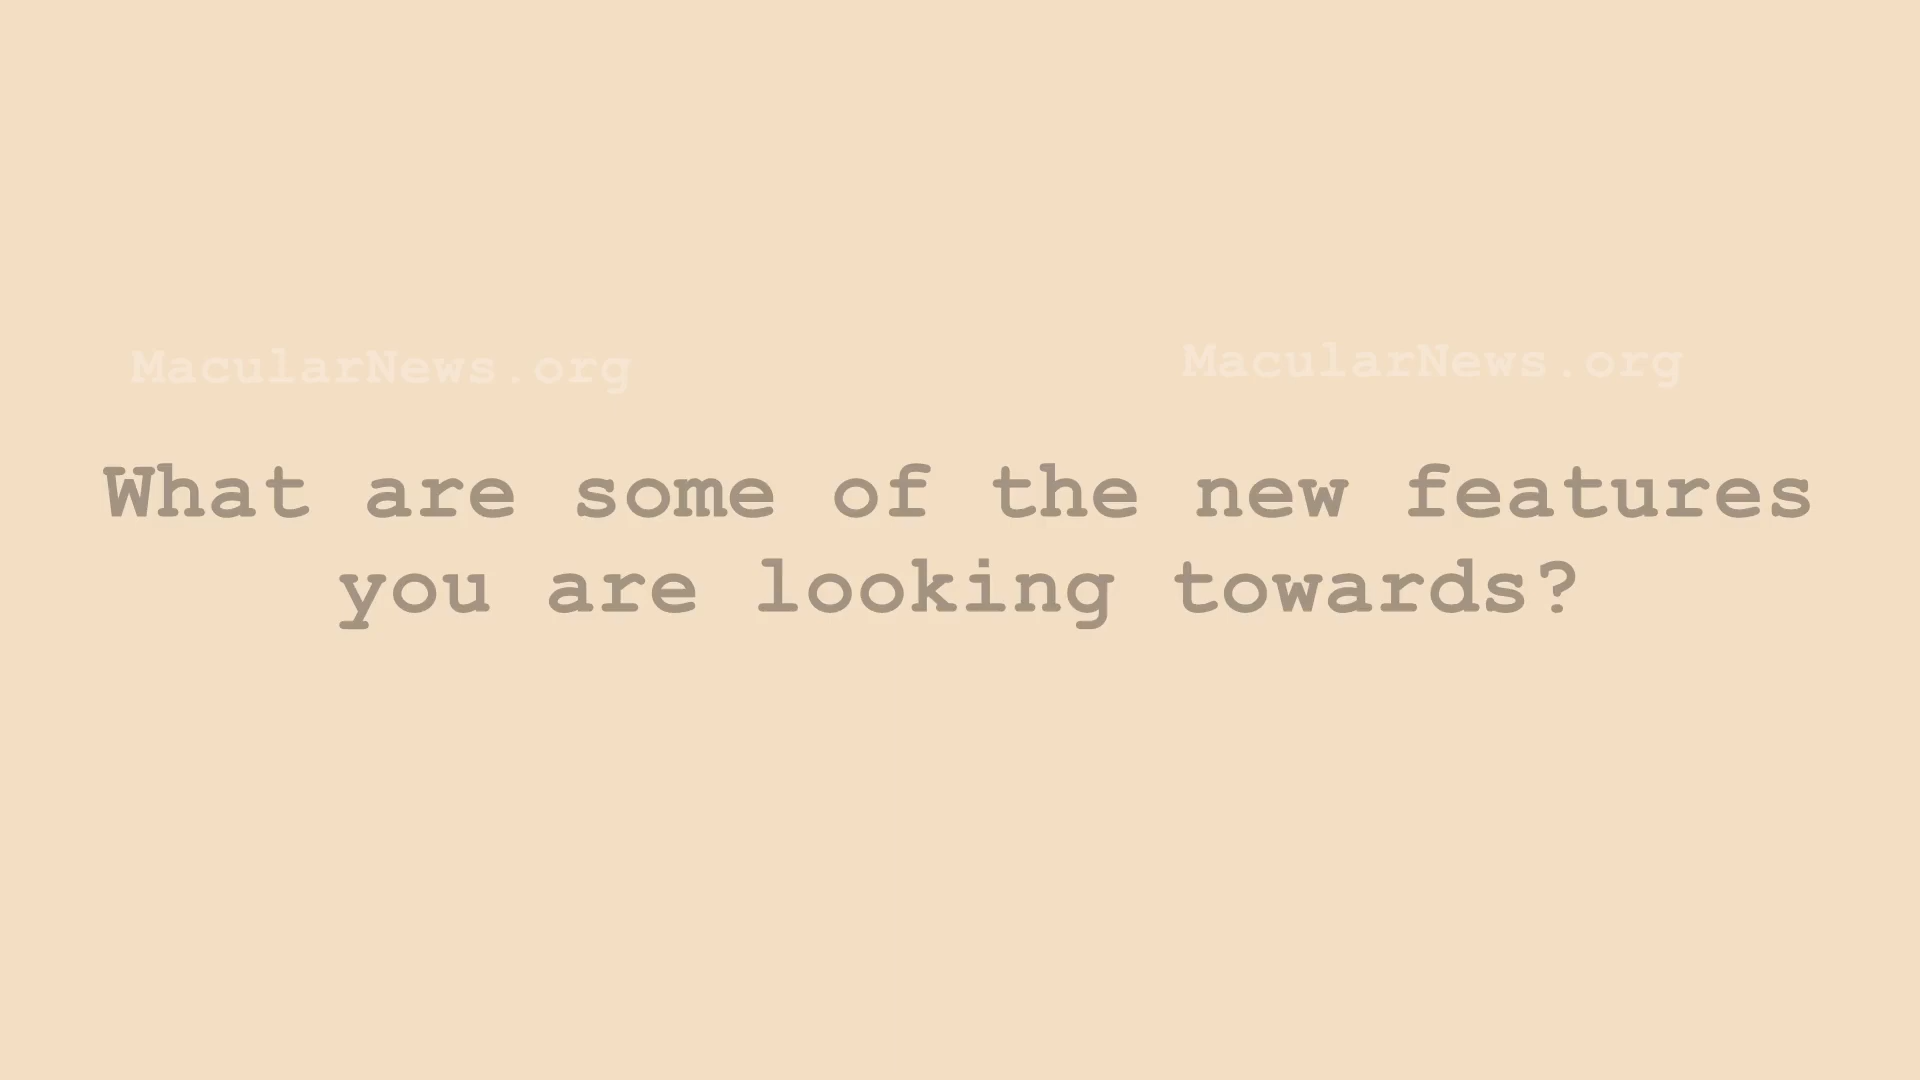 MacularNews.org MacularNews.org
What are some of the new features
you are looking towards?